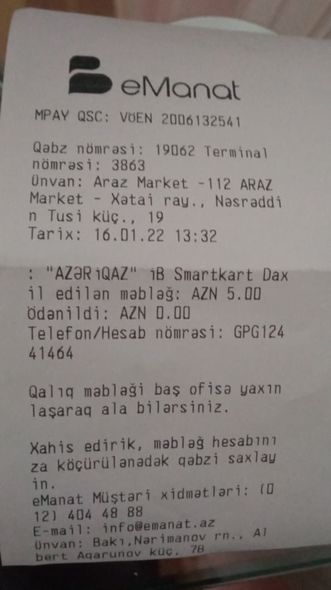 eManat
MPAY QSC: VÖEN 2006132541
Qəbz nömrəsi: 19062 Terminal
nömrəsi: 3863
Ünvan: Araz Market -112 ARAZ
Market - Xətai ray., Nəsrəddi
n Tusi küç., 19
Tarix: 16.01.22 13:32
: "AZƏRiQAZ" iB Smartkart Dax
il edilən məbləğ: AZN 5.00
Ödənildi: AZN 0.00
Telefon/Hesab nömrəsi: GPG124
41464
Qalıq məbləği baş ofisə yaxın
laşaraq ala bilərsiniz.
Xahis edirik, məbləğ hesabını
za köçürülənədək qəbzi saxlay
in.
eManat Müştəri xidmətləri: (0
12) 404 48 88
E-mail: info@emanat.az
Ünvan: Bakı,Nərimanov rn., Al
bert Aqarunov küç. 7B